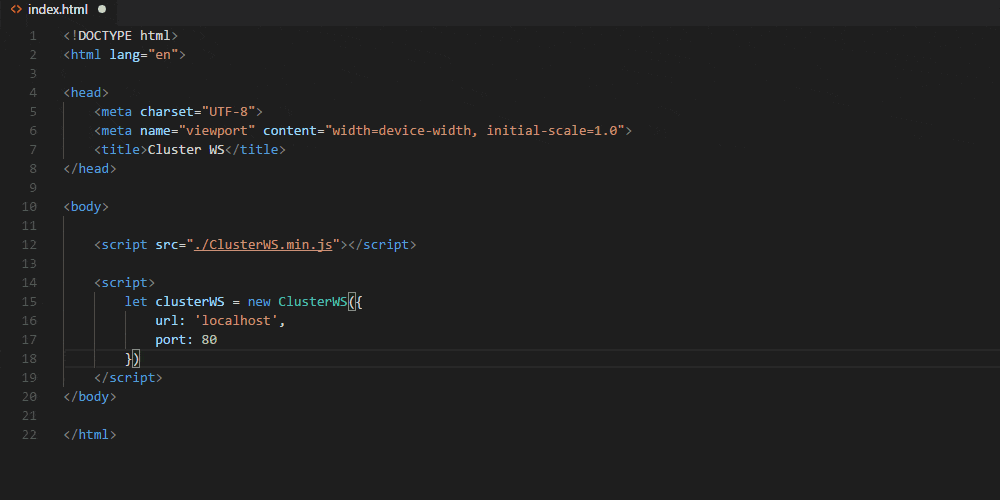 <> index.html ●
1 <!DOCTYPE html>
2 <html lang="en">
3
4 <head>
5     <meta charset="UTF-8">
6     <meta name="viewport" content="width=device-width, initial-scale=1.0">
7     <title>Cluster WS</title>
8 </head>
9
10 <body>
11
12     <script src="./ClusterWS.min.js"></script>
13
14     <script>
15         let clusterWS = new ClusterWS({
16             url: 'localhost',
17             port: 80
18         })
19     </script>
20 </body>
21
22 </html>